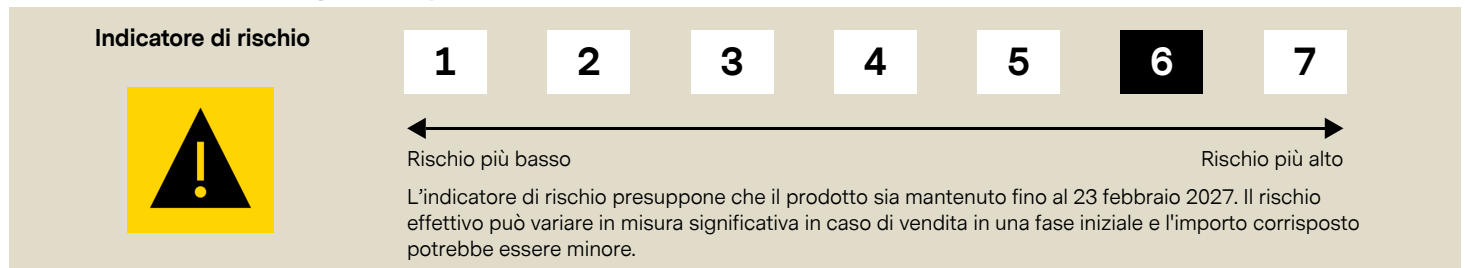 Indicatore di rischio
1 2 3 4 5 6 7
Rischio più basso Rischio più alto
L'indicatore di rischio presuppone che il prodotto sia mantenuto fino al 23 febbraio 2027. Il rischio
effettivo può variare in misura significativa in caso di vendita in una fase iniziale e l'importo corrisposto
potrebbe essere minore.